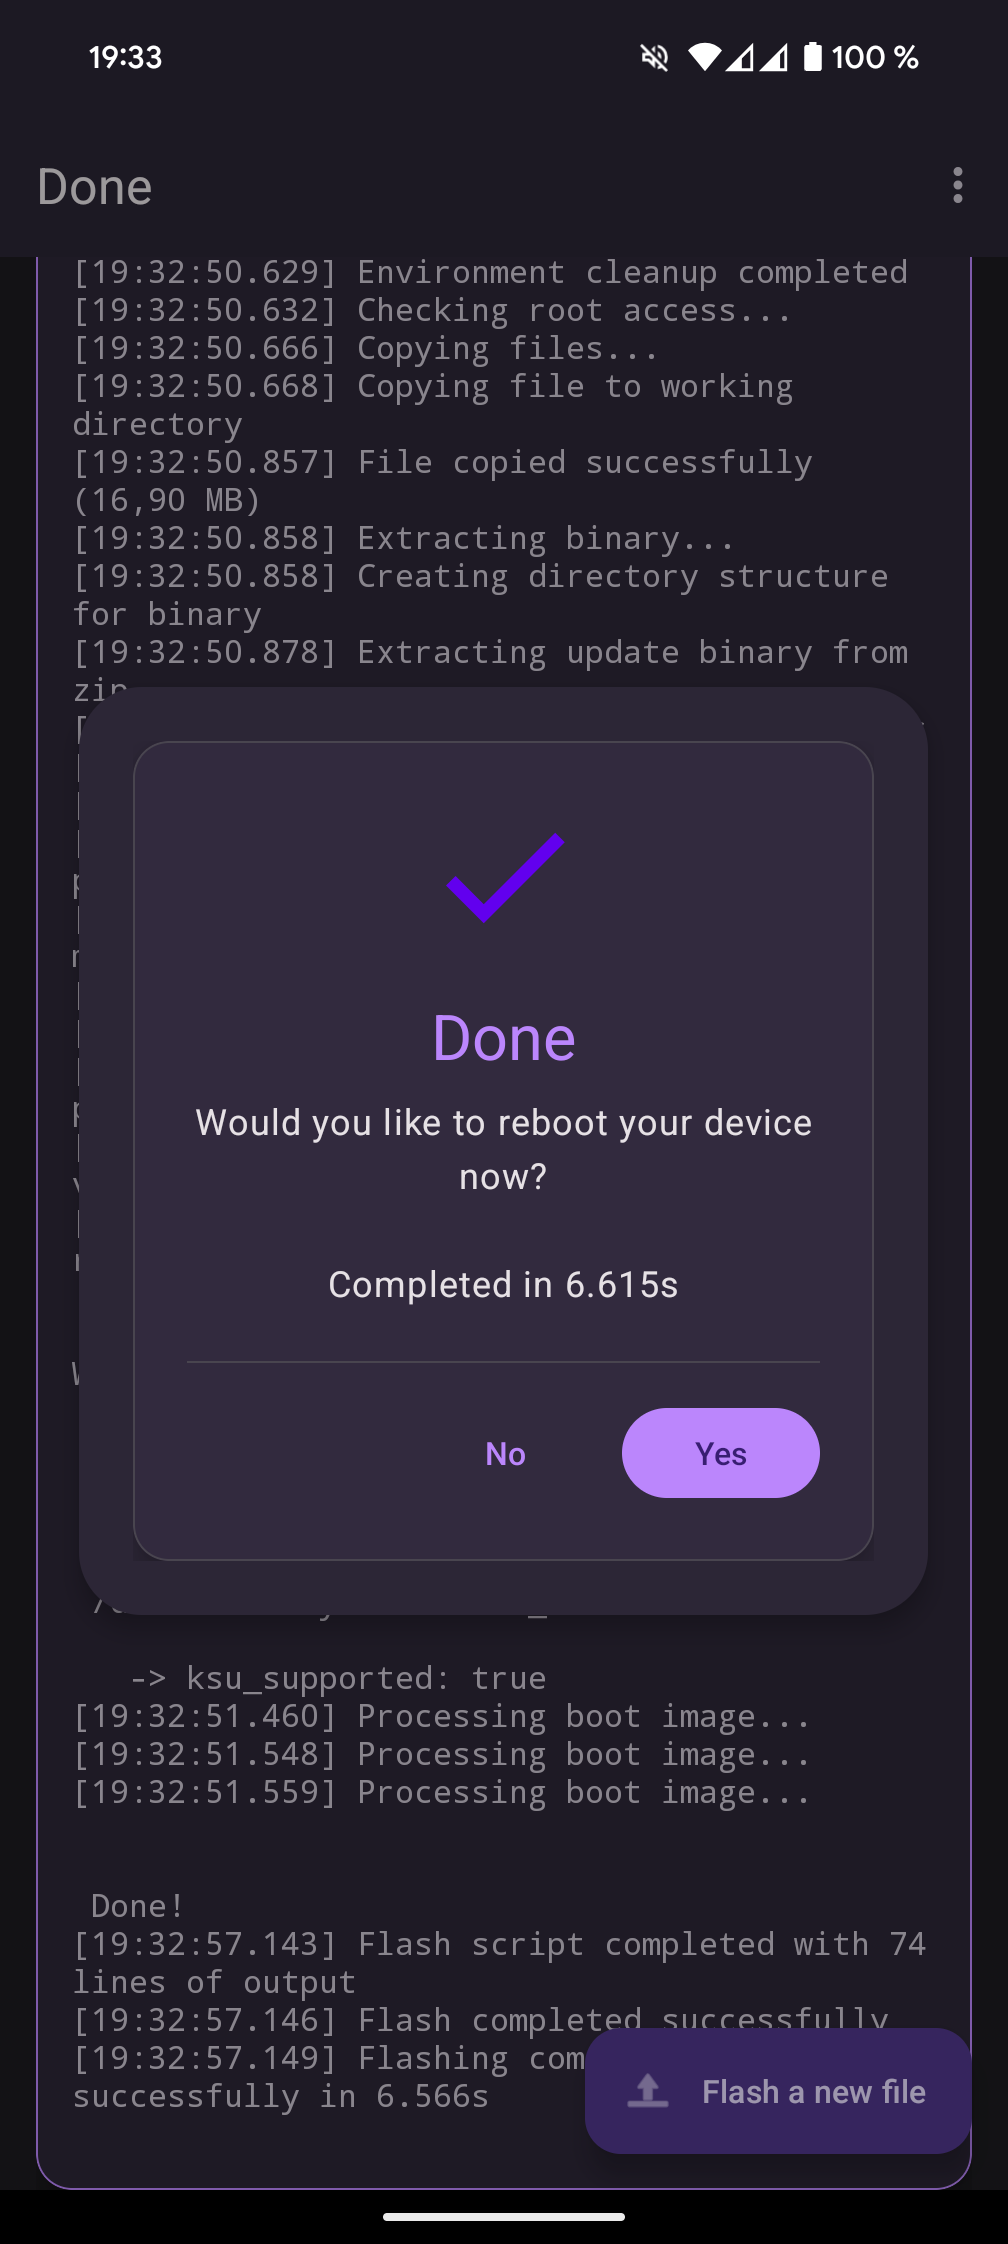 19:33
100 %
Done
[19:32:50.629] Environment cleanup completed
[19:32:50.632] Checking root access...
[19:32:50.666] Copying files...
[19:32:50.668] Copying file to working
directory
[19:32:50.857] File copied successfully
(16,90 MB)
[19:32:50.858] Extracting binary...
[19:32:50.858] Creating directory structure
for binary
[19:32:50.878] Extracting update binary from
zip
Done
Would you like to reboot your device
now?
Completed in 6.615s
No
Yes
-> ksu_supported: true
[19:32:51.460] Processing boot image...
[19:32:51.548] Processing boot image...
[19:32:51.559] Processing boot image...
Done!
[19:32:57.143] Flash script completed with 74
lines of output
[19:32:57.146] Flash completed successfully
[19:32:57.149] Flashing
successfully in 6.566s
Flash a new file